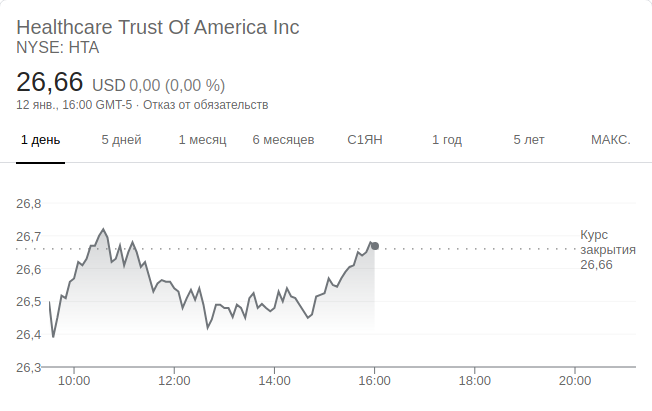 Healthcare Trust Of America Inc
NYSE: HTA
26,66 USD 0,00 (0,00 %)
12 янв., 16:00 GMT-5 · Отказ от обязательств
1 день 5 дней 1 месяц 6 месяцев С1ЯН 1 год 5 лет МАКС.
26,8
26,7
26,6
26,5
26,4
26,3
Курс
закрытия
26,66
10:00 12:00 14:00 16:00 18:00 20:00